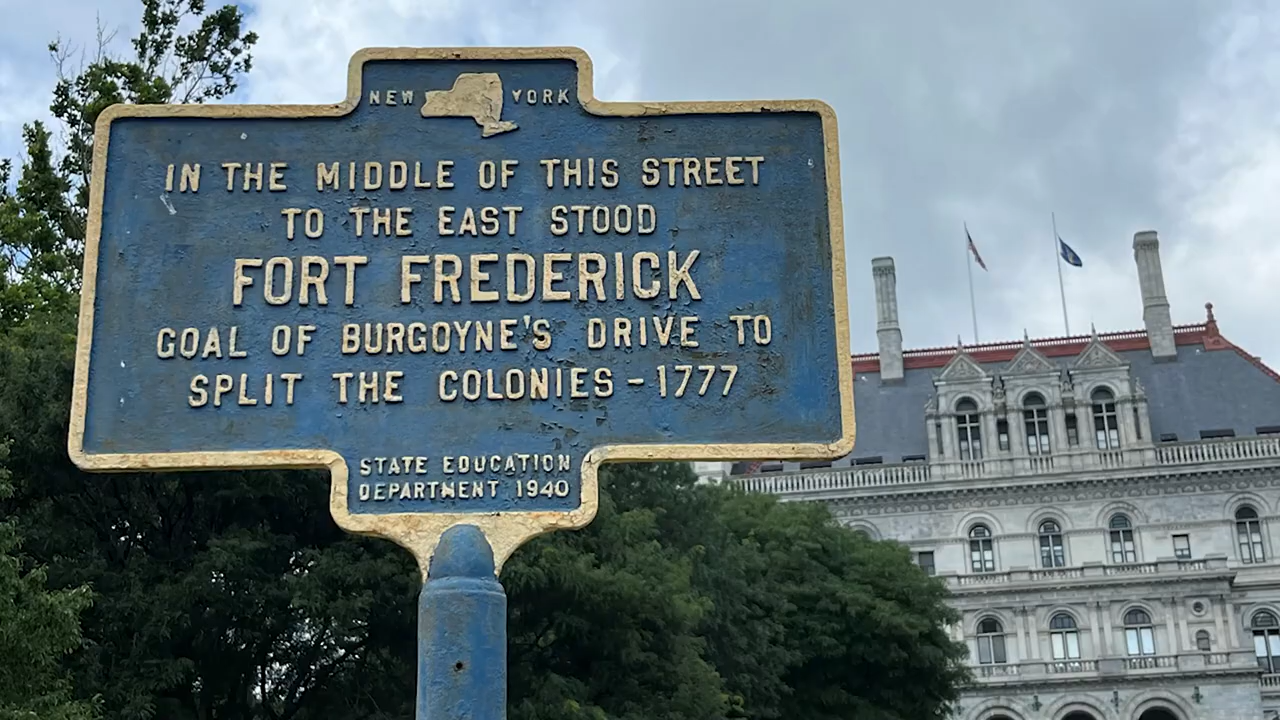 NEW YORK
IN THE MIDDLE OF THIS STREET
TO THE EAST STOOD
FORT FREDERICK
GOAL OF BURGOYNE'S DRIVE TO
SPLIT THE COLONIES - 1777
STATE EDUCATION
DEPARTMENT 1940